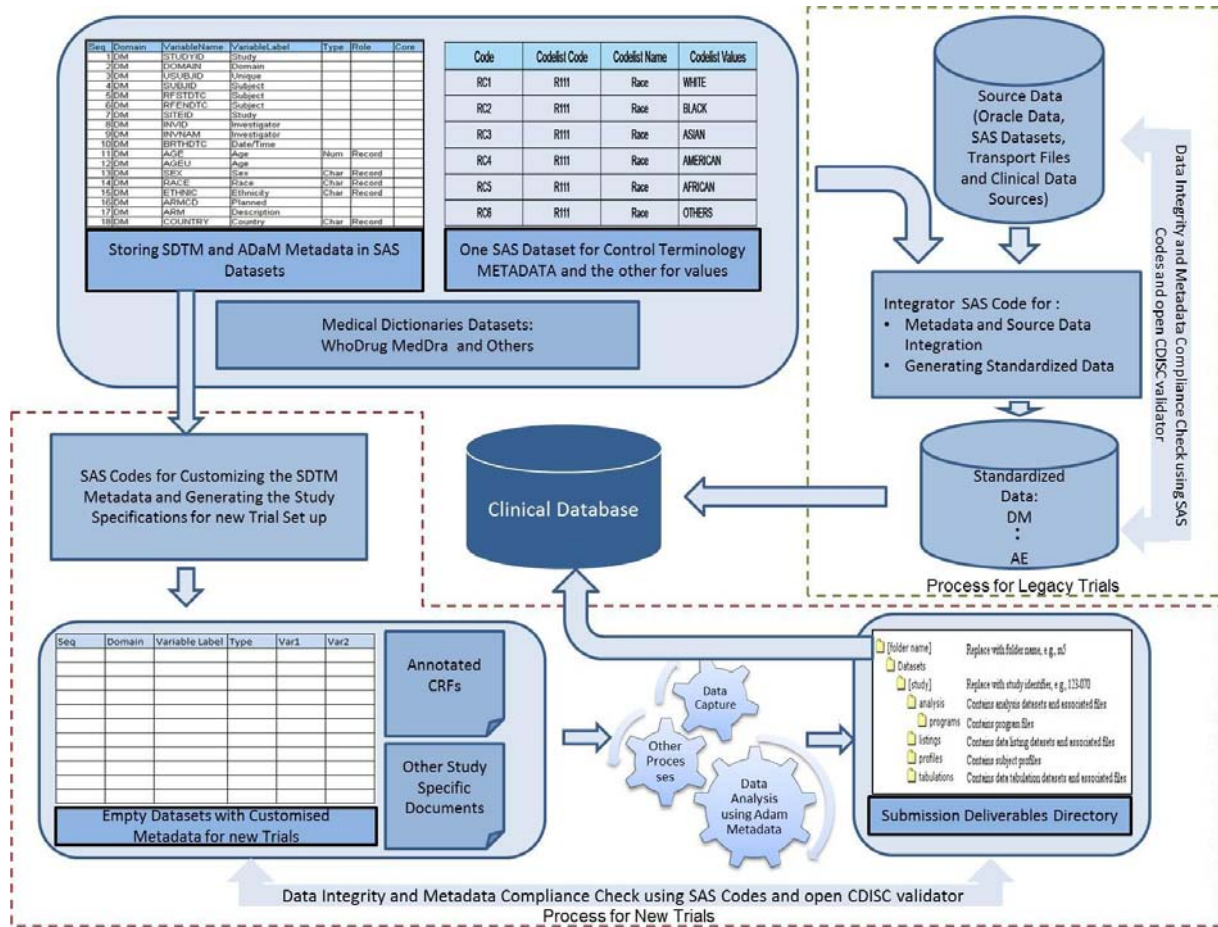 Seq Domain VariableName VariableLabel Type Role Core
1 DM STUDYID Study
2 DM DOMAIN Domain
3 DM USUBJID Unique
4 DM SUBJID Subject
5 DM RFSTDTC Subject
6 DM RFENDTC Subject
7 DM SITEID Study
8 DM INVID Investigator
9 DM INVNAM Investigator
10 DM BRTHDTC Date/Time
11 DM AGE Age Num Record
12 DM AGEU Age
13 DM SEX Sex Char Record
14 DM RACE Race Char Record
15 DM ETHNIC Ethnicity Char Record
16 DM ARMCD Planned
17 DM ARM Description
18 DM COUNTRY Country Char Record
Storing SDTM and ADaM Metadata in SAS
Datasets
Code Codelist Code Codelist Name Codelist Values
RC1 R111 Race WHITE
RC2 R111 Race BLACK
RC3 R111 Race ASIAN
RC4 R111 Race AMERICAN
RC5 R111 Race AFRICAN
RC6 R111 Race OTHERS
One SAS Dataset for Control Terminology
METADATA and the other for values
Medical Dictionaries Datasets:
WhoDrug MedDra and Others
Source Data
(Oracle Data,
SAS Datasets,
Transport Files
and Clinical Data
Sources)
Integrator SAS Code for :
• Metadata and Source Data
Integration
• Generating Standardized Data
Standardized
Data:
DM
:
AE
Data Integrity and Metadata Compliance Check using SAS
Codes and open CDISC validator
Process for Legacy Trials
SAS Codes for Customizing the SDTM
Metadata and Generating the Study
Specifications for new Trial Set up
Clinical Database
Seq Domain Variable Label Type Var1 Var2
Empty Datasets with Customised
Metadata for new Trials
Annotated
CRFs
Other Study
Specific
Documents
Data
Capture
Other
Proces
ses
Data
Analysis
using Adam
Metadata
[folder name] Replace with folder name, e.g., m5
Datasets
[study] Replace with study identifier, e.g., 123-070
analysis Contains analysis datasets and associated files
programs Contains program files
listings Contains data listing datasets and associated files
profiles Contains subject profiles
tabulations Contains data tabulation datasets and associated files
Submission Deliverables Directory
Data Integrity and Metadata Compliance Check using SAS Codes and open CDISC validator
Process for New Trials